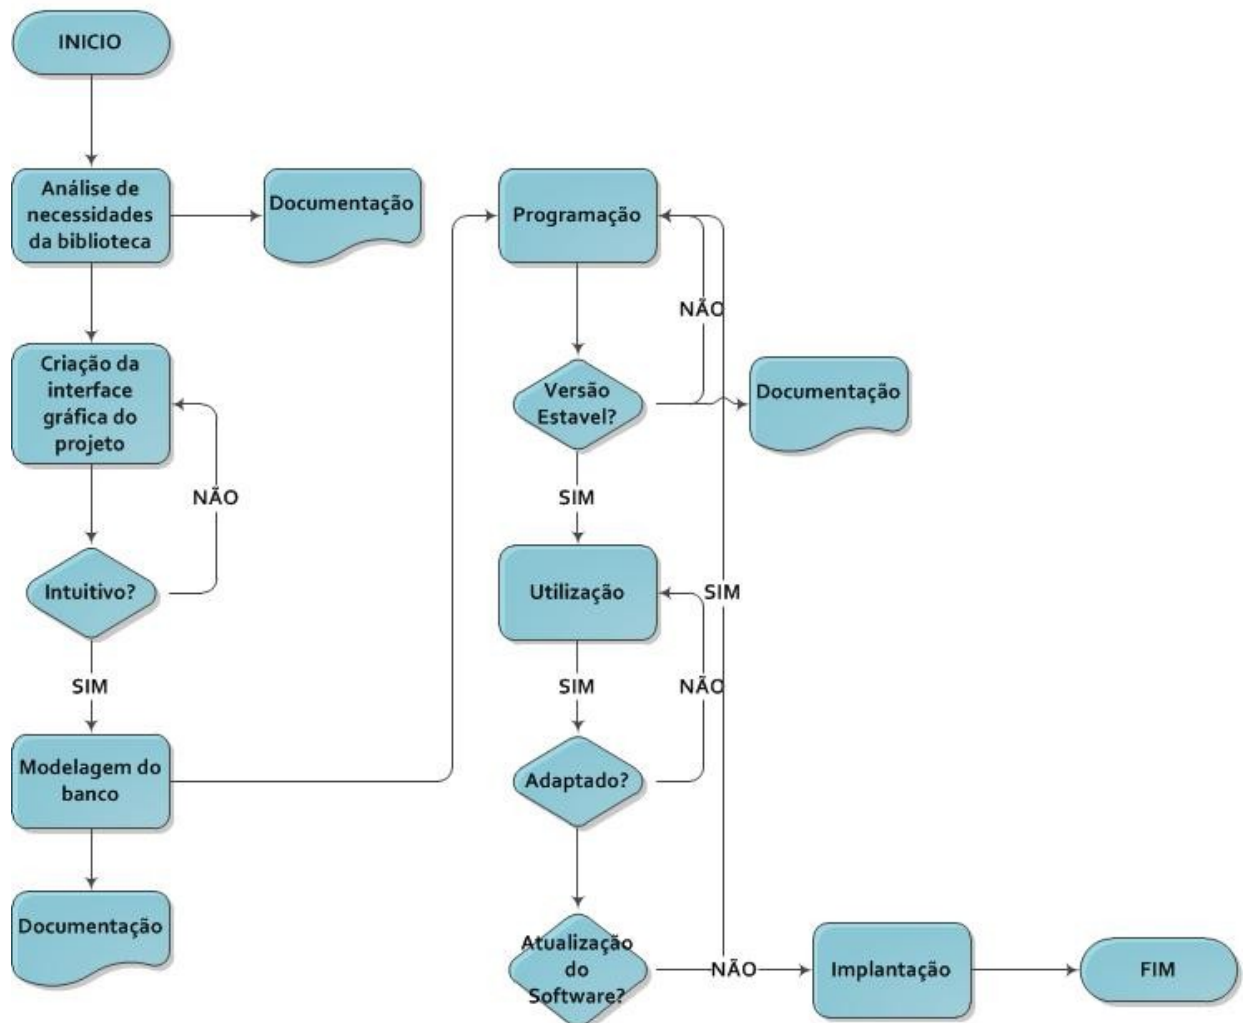 INICIO
Análise de
necessidades
da biblioteca
Documentação
Criação da
interface
gráfica do
projeto
NÃO
Intuitivo?
SIM
Modelagem do
banco
Documentação
Programação
NÃO
Versão
Estavel?
Documentação
SIM
Utilização
SIM
SIM
NÃO
Adaptado?
Atualização
do
Software?
NÃO
Implantação
FIM